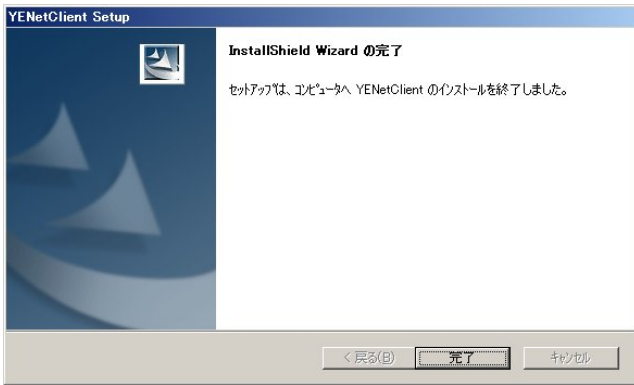 YENetClient Setup
InstallShield Wizard の完了
セットアップは、コンピュータへ YENetClient のインストールを終了しました。
< 戻る(B)
完了
キャンセル